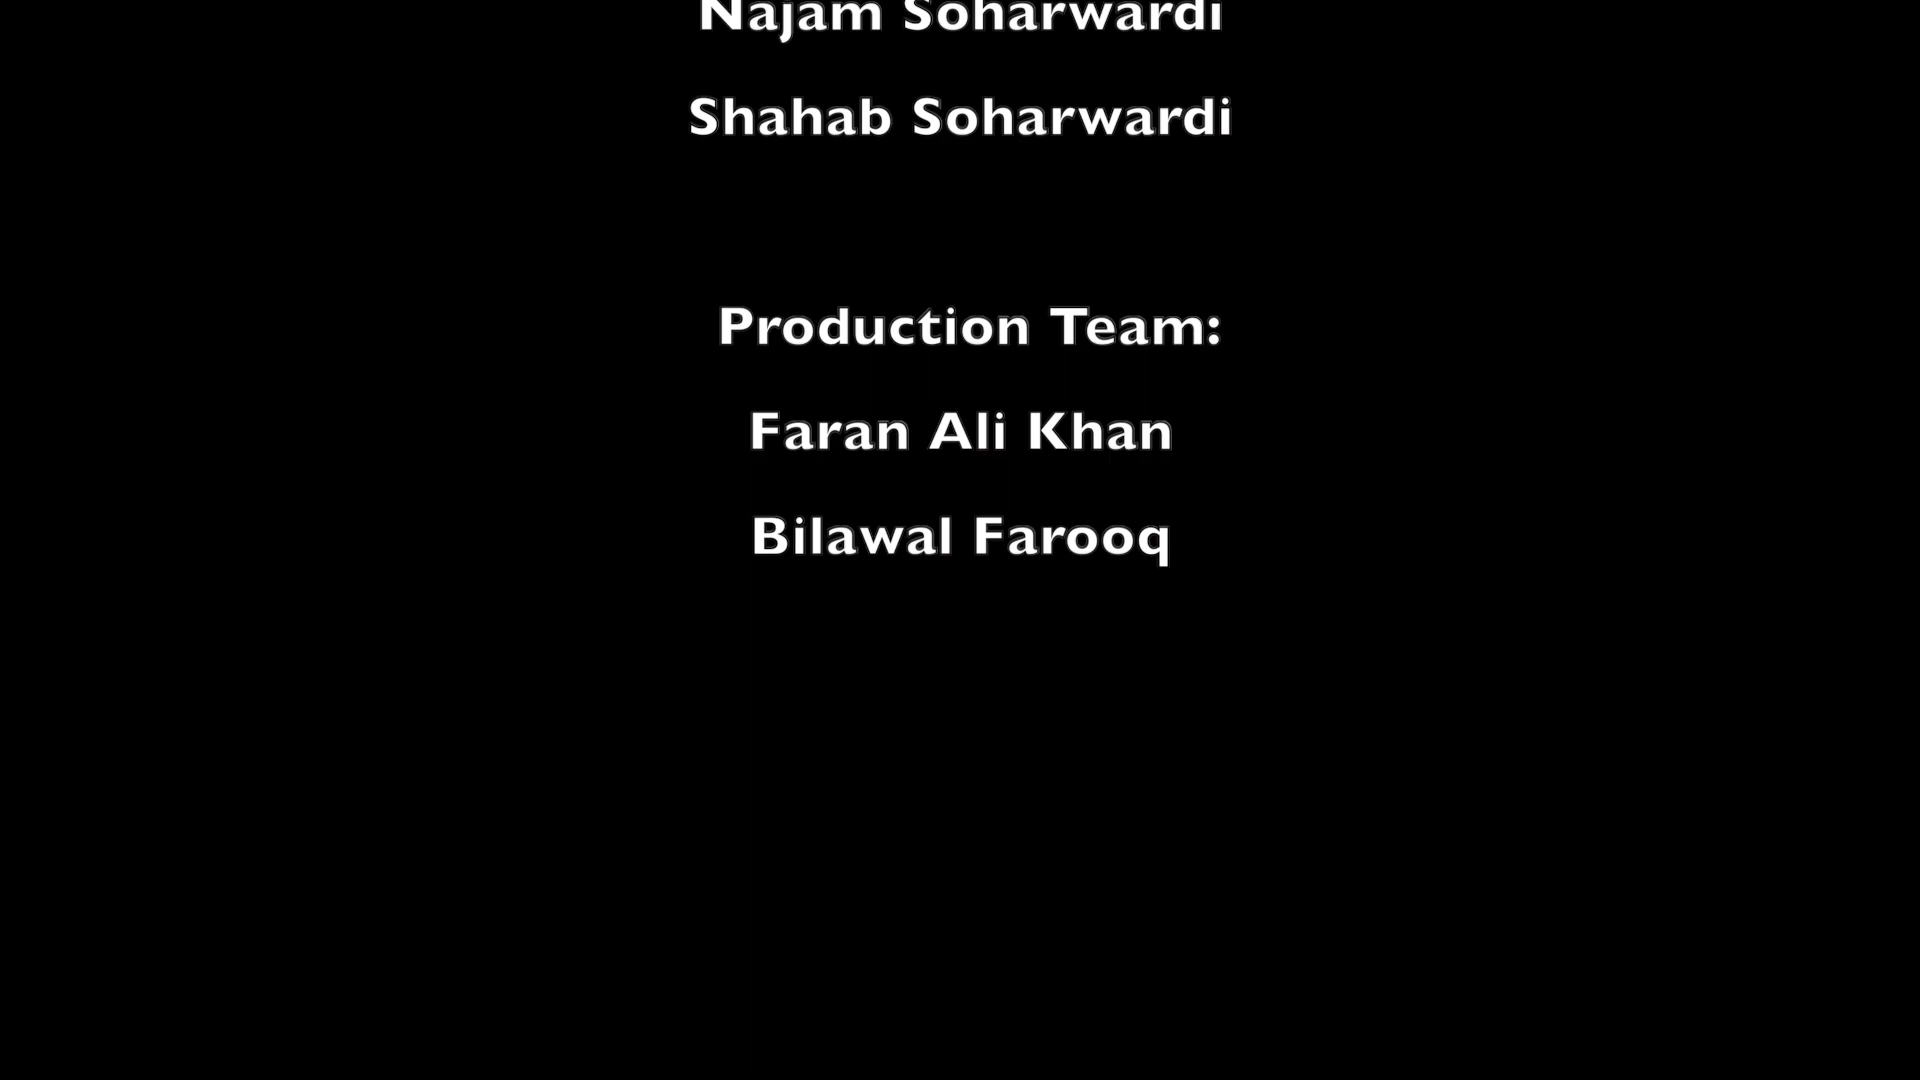 Najam Soharwardi
Shahab Soharwardi
Production Team:
Faran Ali Khan
Bilawal Farooq